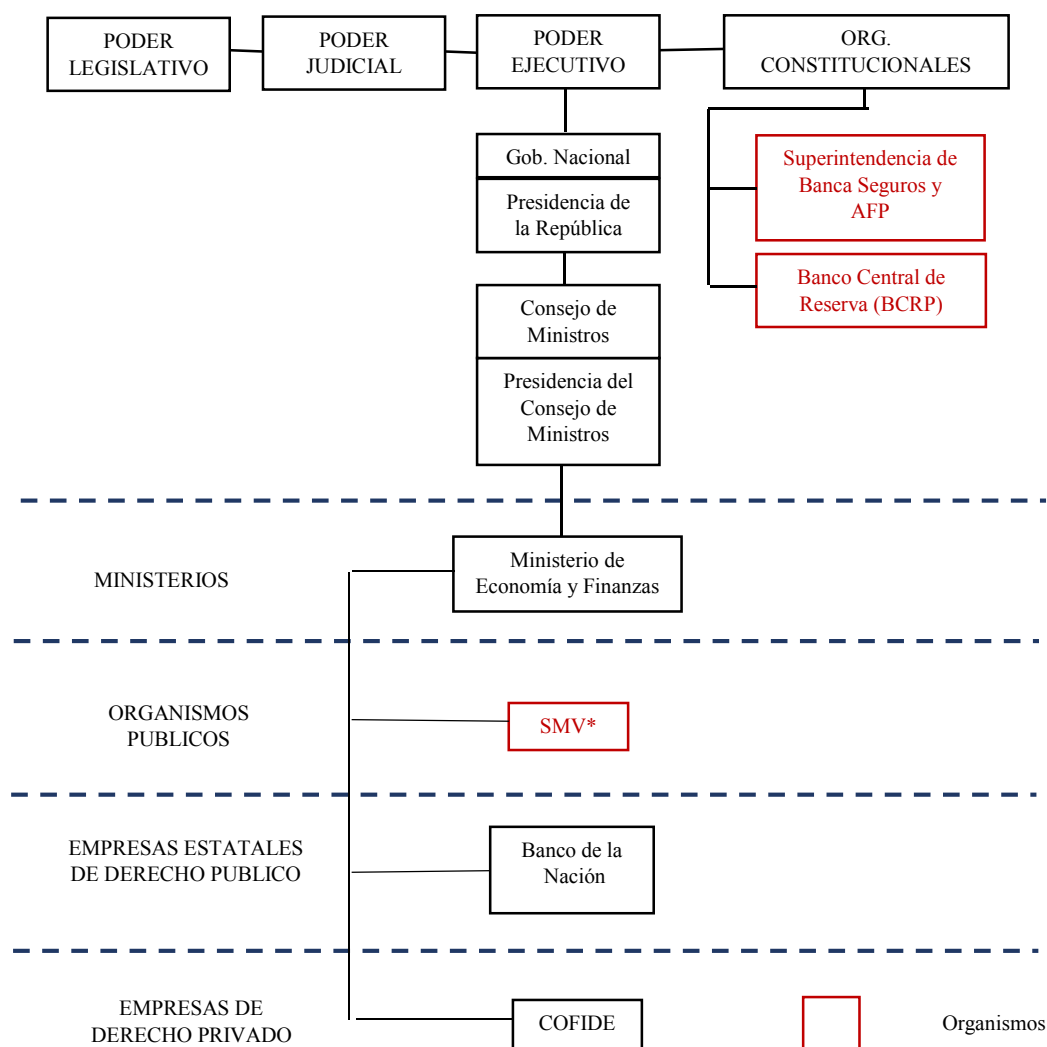 PODER
LEGISLATIVO
PODER
JUDICIAL
PODER
EJECUTIVO
ORG.
CONSTITUCIONALES
Gob. Nacional
Presidencia de
la República
Superintendencia de
Banca Seguros y
AFP
Banco Central de
Reserva (BCRP)
Consejo de
Ministros
Presidencia del
Consejo de
Ministros
MINISTERIOS
Ministerio de
Economía y Finanzas
ORGANISMOS
PUBLICOS
SMV*
EMPRESAS ESTATALES
DE DERECHO PUBLICO
Banco de la
Nación
EMPRESAS DE
DERECHO PRIVADO
COFIDE
Organismos